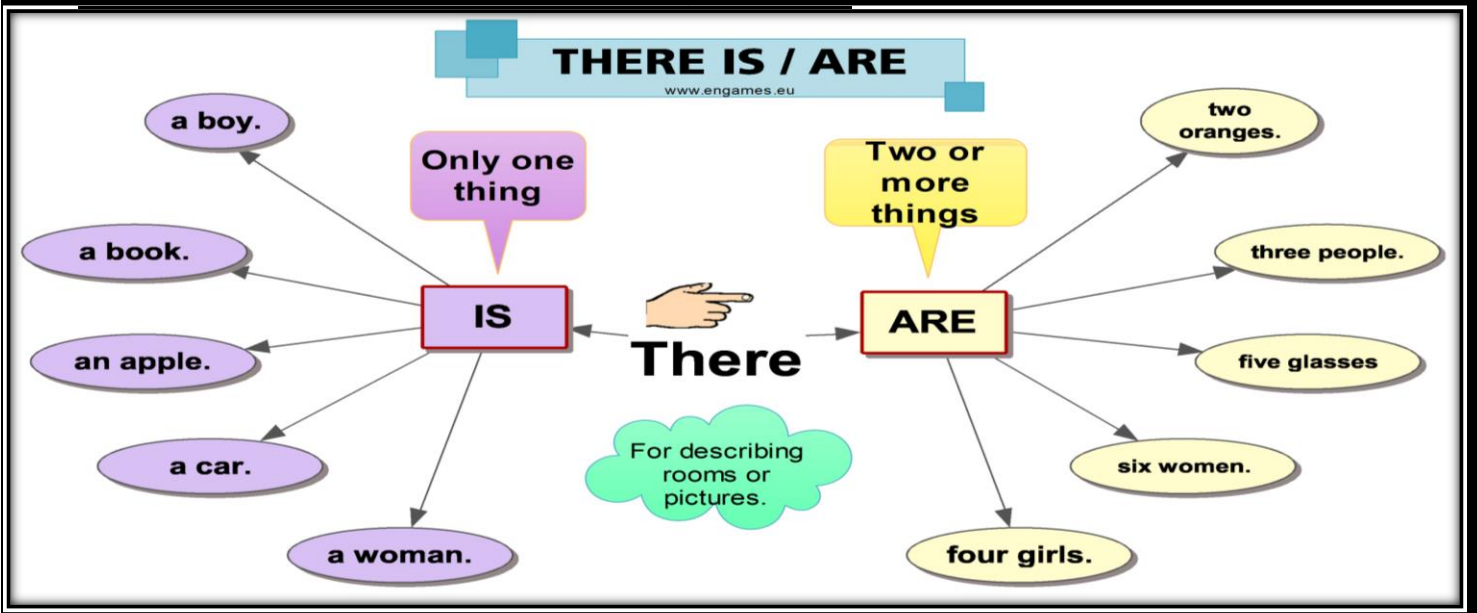 THERE IS / ARE
www.engames.eu
Only one
thing
Two or
more
things
a boy.
a book.
an apple.
a car.
a woman.
IS
There
ARE
For describing
rooms or
pictures.
two
oranges.
three people.
five glasses
six women.
four girls.